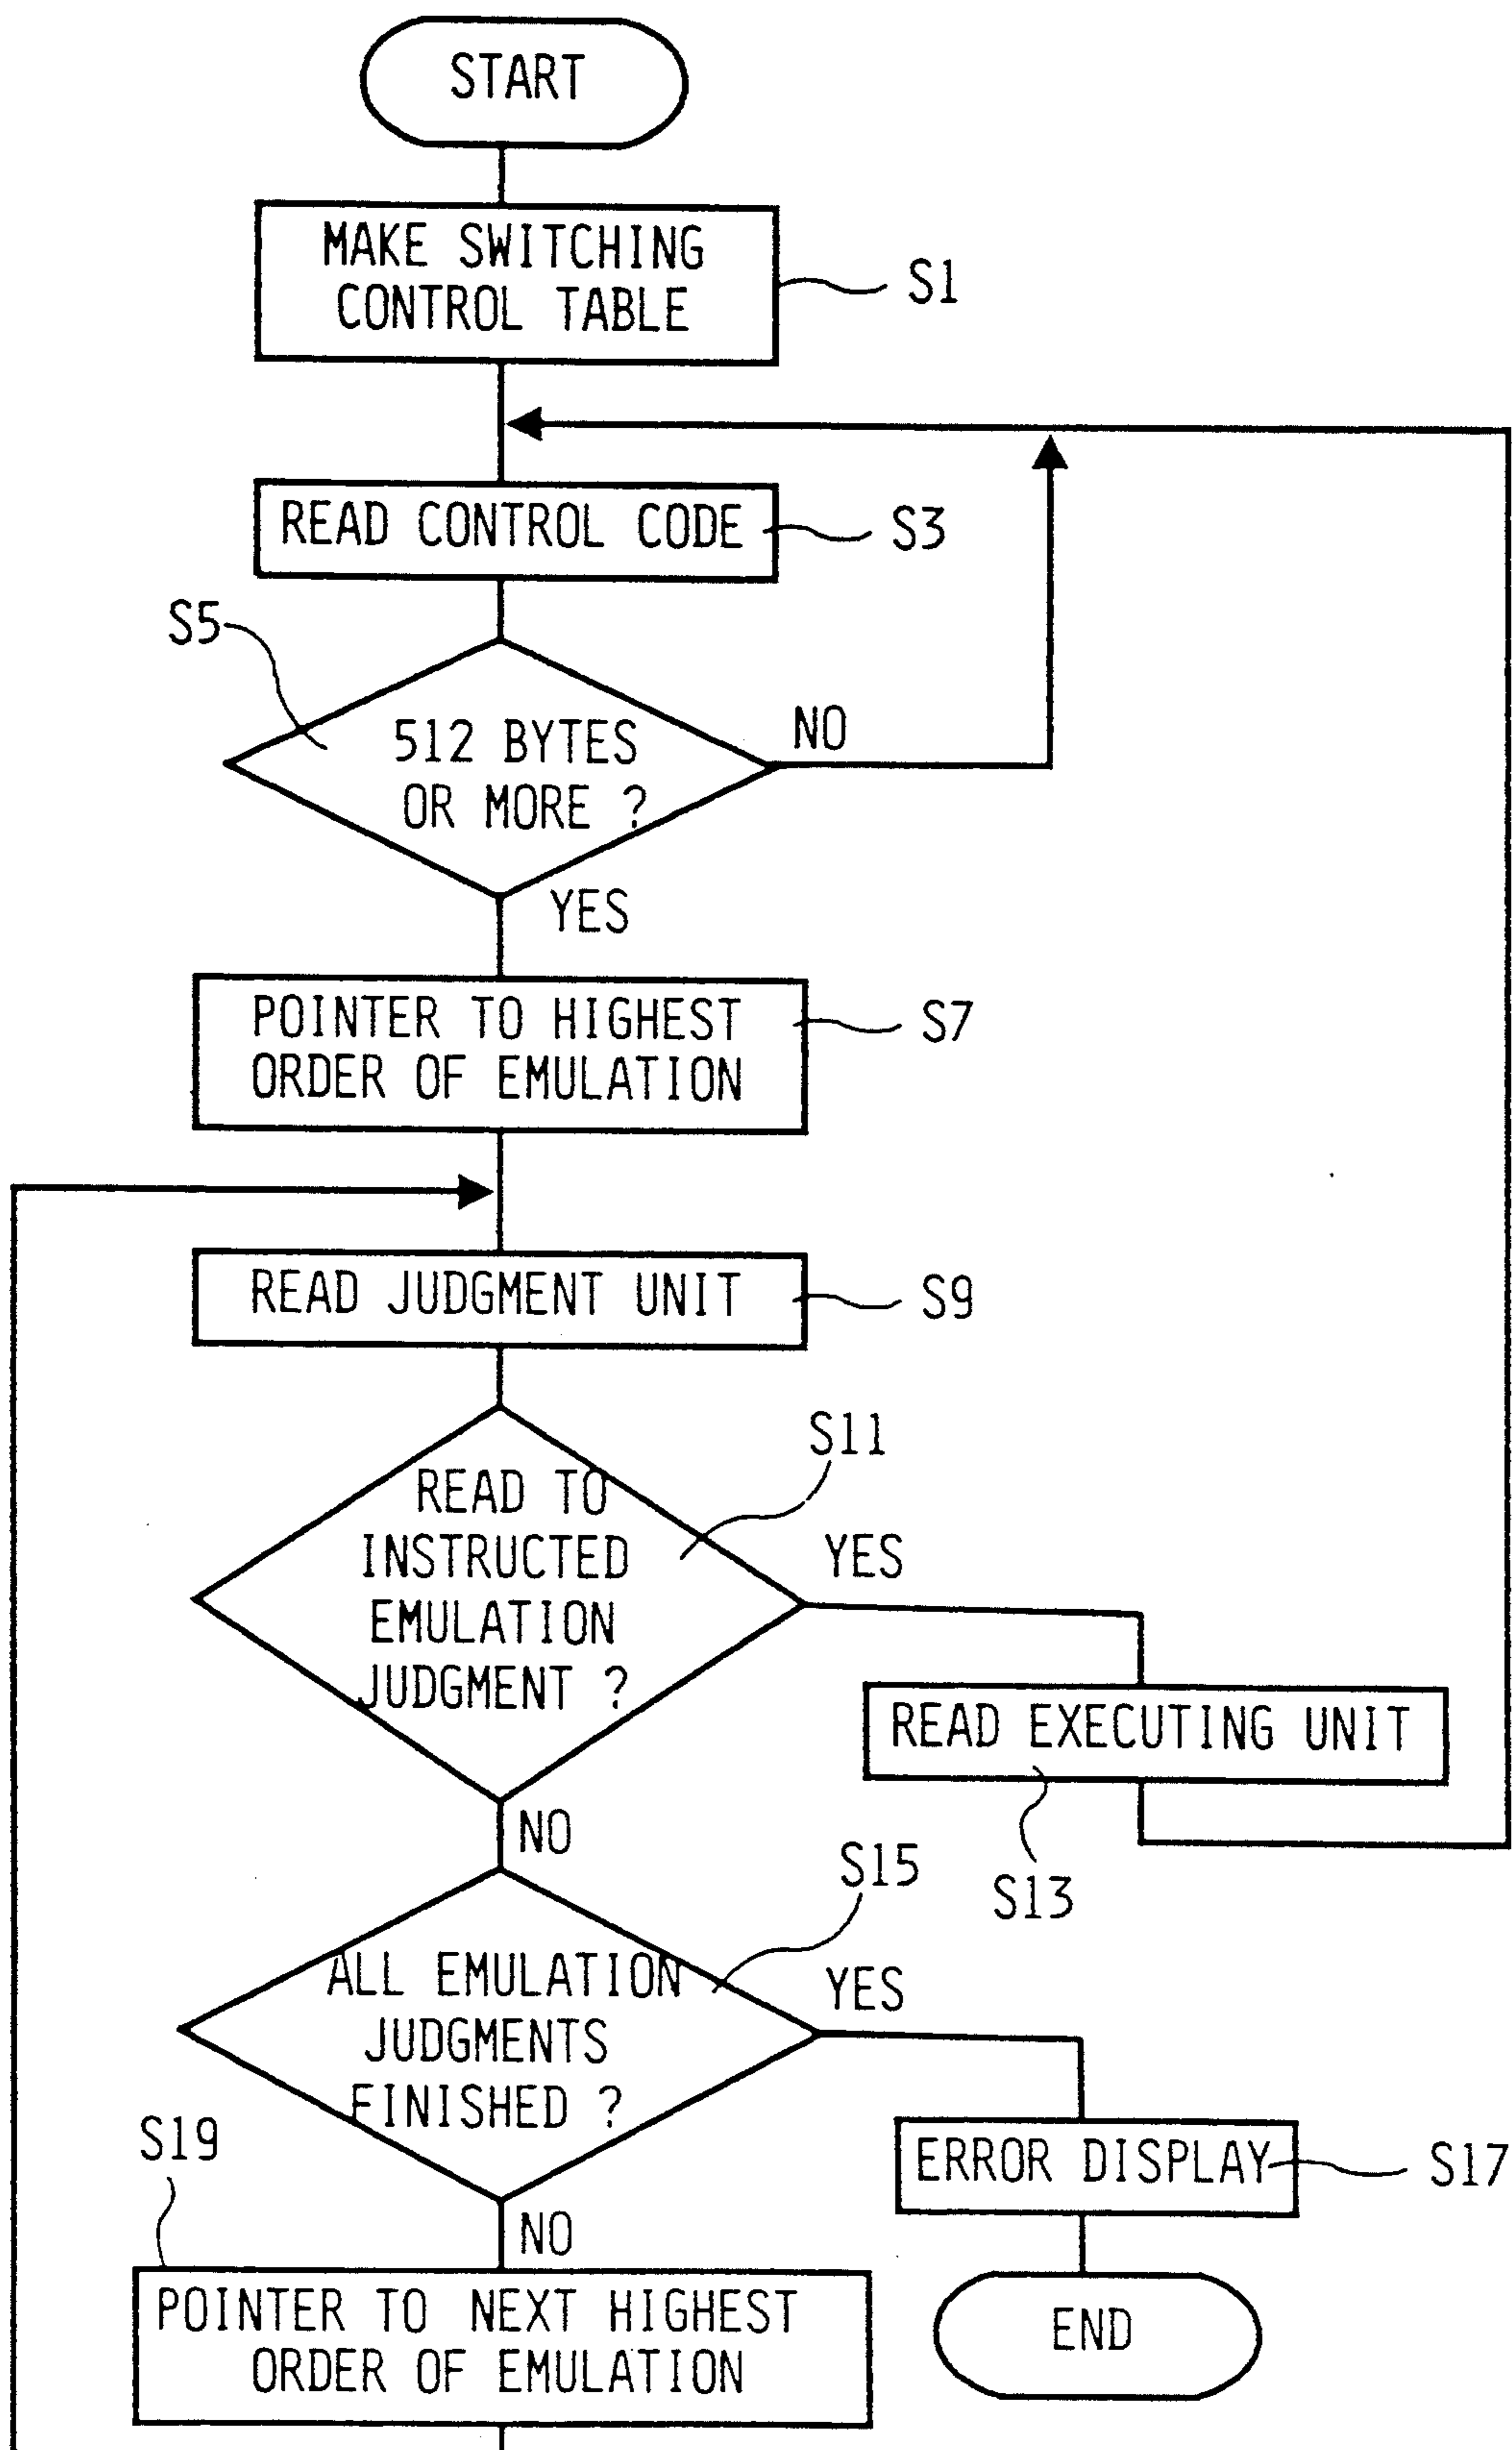 START
MAKE SWITCHING
CONTROL TABLE
S1
READ CONTROL CODE
S3
S5
512 BYTES
OR MORE ?
NO
YES
POINTER TO HIGHEST
ORDER OF EMULATION
S7
READ JUDGMENT UNIT
S9
S11
READ TO
INSTRUCTED
EMULATION
JUDGMENT ?
YES
READ EXECUTING UNIT
S13
NO
S15
ALL EMULATION
JUDGMENTS
FINISHED ?
YES
ERROR DISPLAY
S17
S19
NO
POINTER TO NEXT HIGHEST
ORDER OF EMULATION
END